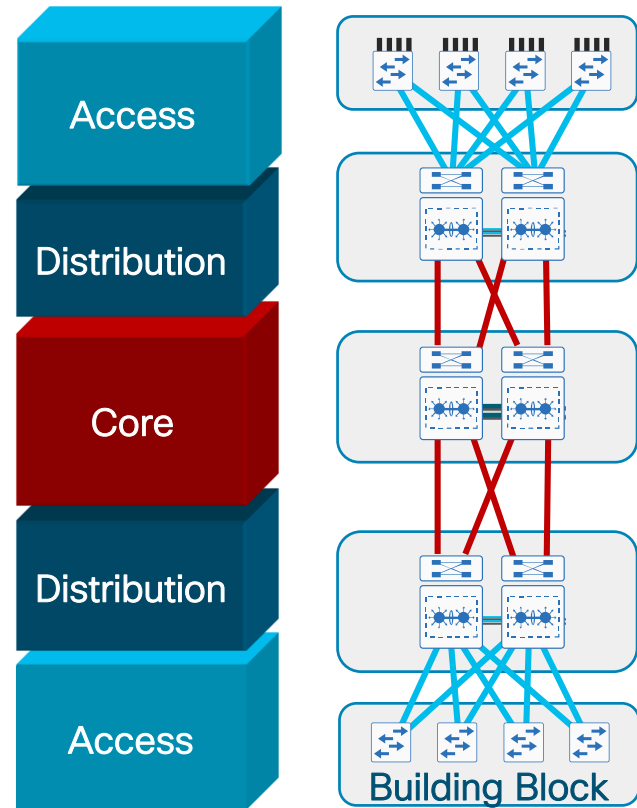 Access
Distribution
Core
Distribution
Access
Building Block